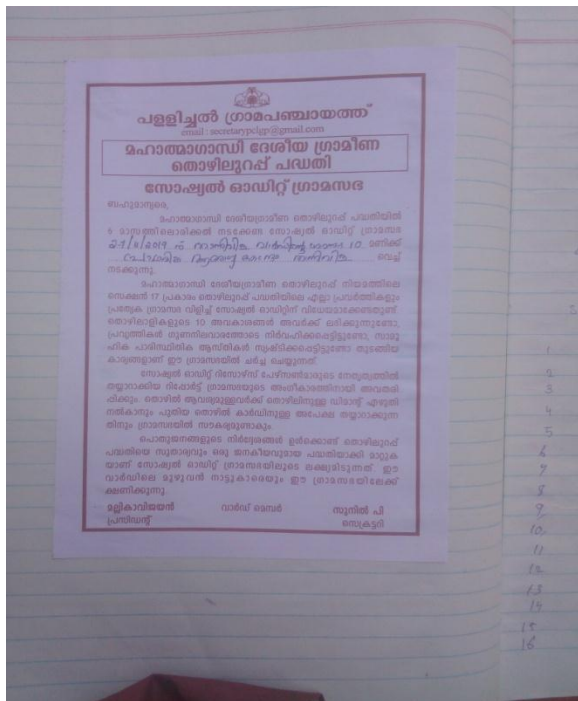 പള്ളിച്ചൽ ഗ്രാമപഞ്ചായത്ത്
email : secretarypclgp@gmail.com
മഹാത്മാഗാന്ധി ദേശീയ ഗ്രാമീണ
തൊഴിലുറപ്പ് പദ്ധതി
സോഷ്യൽ ഓഡിറ്റ് ഗ്രാമസഭ
ബഹുമാന്യരെ,
മഹാത്മാഗാന്ധി ദേശീയഗ്രാമീണ തൊഴിലുറപ്പ് പദ്ധതിയിൽ
6 മാസത്തിലൊരിക്കൽ നടക്കേണ്ട സോഷ്യൽ ഓഡിറ്റ് ഗ്രാമസഭ
10 മണിക്ക്
വെച്ച്
നടക്കുന്നു.
മഹാത്മാഗാന്ധി ദേശീയഗ്രാമീണ തൊഴിലുറപ്പ് നിയമത്തിലെ
സെക്ഷൻ 17 പ്രകാരം തൊഴിലുറപ്പ് പദ്ധതിയിലെ എല്ലാ പ്രവർത്തികളും
പ്രത്യേക ഗ്രാമസഭ വിളിച്ച് സോഷ്യൽ ഓഡിറ്റിന് വിധേയമാക്കേണ്ടതുണ്ട്.
തൊഴിലാളികളുടെ 10 അവകാശങ്ങൾ അവർക്ക് ലഭിക്കുന്നുണ്ടോ,
പ്രവൃത്തികൾ ഗുണനിലവാരത്തോടെ നിർവഹിക്കപ്പെട്ടിട്ടുണ്ടോ, സാമൂ
ഹിക പാരിസ്ഥിതിക ആസ്തികൾ സൃഷ്ടിക്കപ്പെട്ടിട്ടുണ്ടോ തുടങ്ങിയ
കാര്യങ്ങളാണ് ഈ ഗ്രാമസഭയിൽ ചർച്ച ചെയ്യുന്നത്.
സോഷ്യൽ ഓഡിറ്റ് റിസോഴ്സ് പേഴ്സൺമാരുടെ നേതൃത്വത്തിൽ
തയ്യാറാക്കിയ റിപ്പോർട്ട് ഗ്രാമസഭയുടെ അംഗീകാരത്തിനായി അവതരി
പ്പിക്കും. തൊഴിൽ ആവശ്യമുള്ളവർക്ക് തൊഴിലിനുള്ള ഡിമാന്റ് എഴുതി
നൽകാനും പുതിയ തൊഴിൽ കാർഡിനുള്ള അപേക്ഷ തയ്യാറാക്കുന്ന
തിനും ഗ്രാമസഭയിൽ സൗകര്യമുണ്ടാകും.
പൊതുജനങ്ങളുടെ നിർദ്ദേശങ്ങൾ ഉൾക്കൊണ്ട് തൊഴിലുറപ്പ്
പദ്ധതിയെ സുതാര്യവും ഒരു ജനകീയവുമായ പദ്ധതിയാക്കി മാറ്റുക
യാണ് സോഷ്യൽ ഓഡിറ്റ് ഗ്രാമസഭയിലൂടെ ലക്ഷ്യമിടുന്നത്. ഈ
വാർഡിലെ മുഴുവൻ നാട്ടുകാരെയും ഈ ഗ്രാമസഭയിലേക്ക്
ക്ഷണിക്കുന്നു.
മല്ലികാവിജയൻ വാർഡ് മെമ്പർ സുനിൽ പി
പ്രസിഡന്റ് സെക്രട്ടറി
1
2
3
4
5
6
7
8
9
10
11
12
13
14
15
16